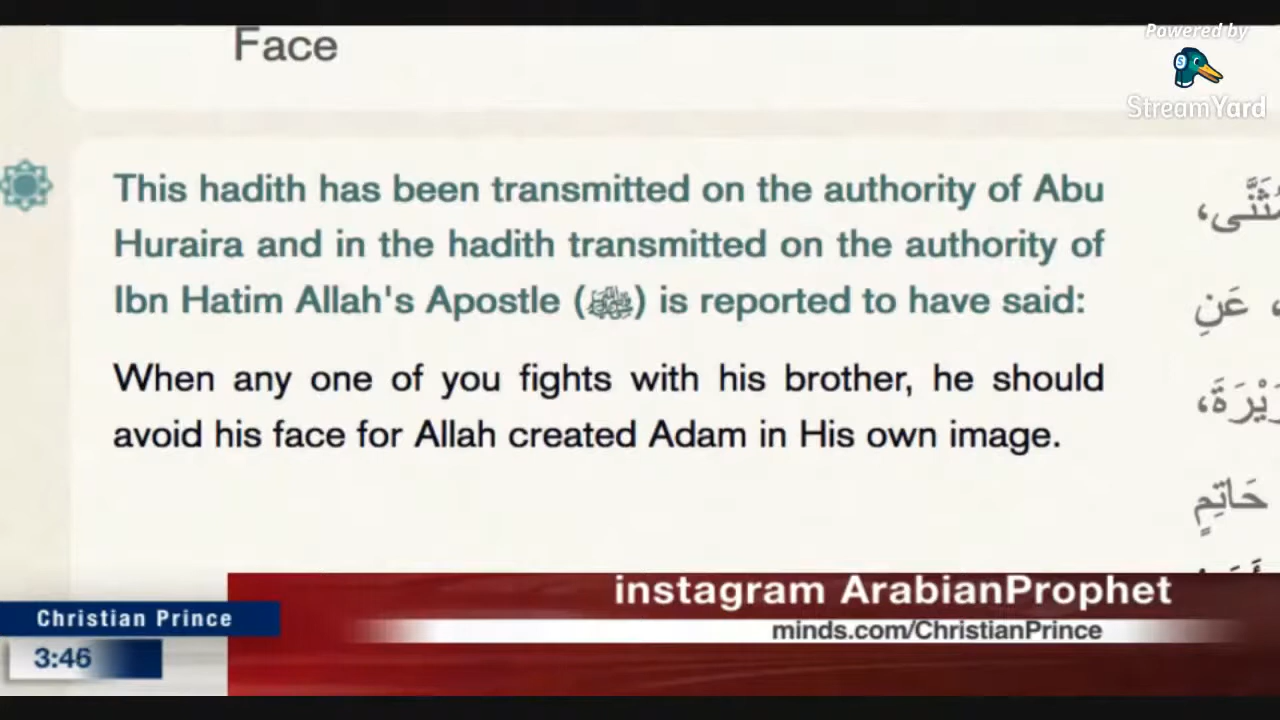 Powered by
StreamYard
Face
This hadith has been transmitted on the authority of Abu
Huraira and in the hadith transmitted on the authority of
Ibn Hatim Allah's Apostle (ﷺ) is reported to have said:
When any one of you fights with his brother, he should
avoid his face for Allah created Adam in His own image.
، عَنِ
حَاتِمٍ
instagram ArabianProphet
minds.com/ChristianPrince
Christian Prince
3:46